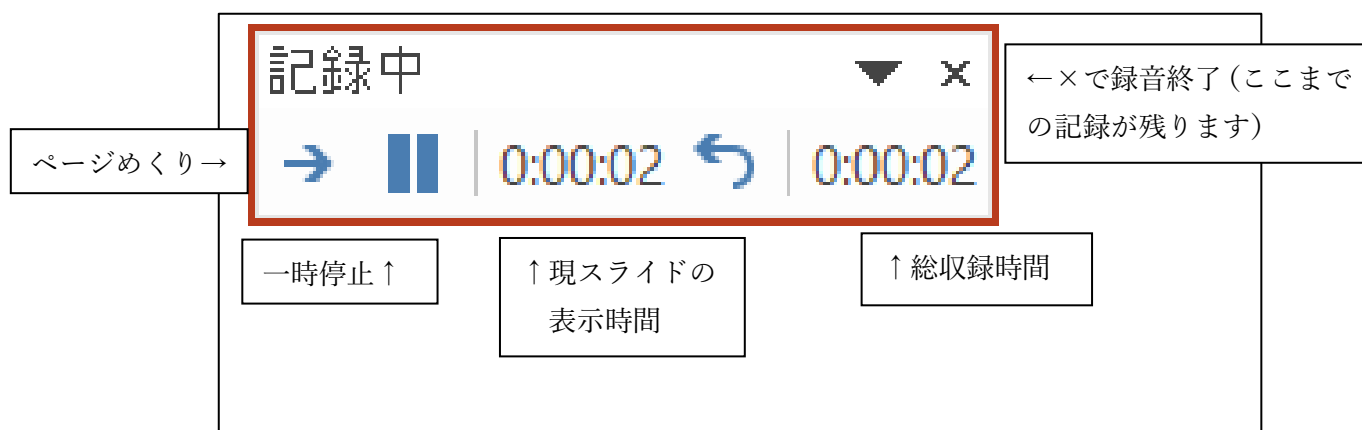 記録中
←×で録音終了(ここまで
の記録が残ります)
ページめくり→
0:00:02
0:00:02
一時停止↑
↑現スライドの
表示時間
↑総収録時間